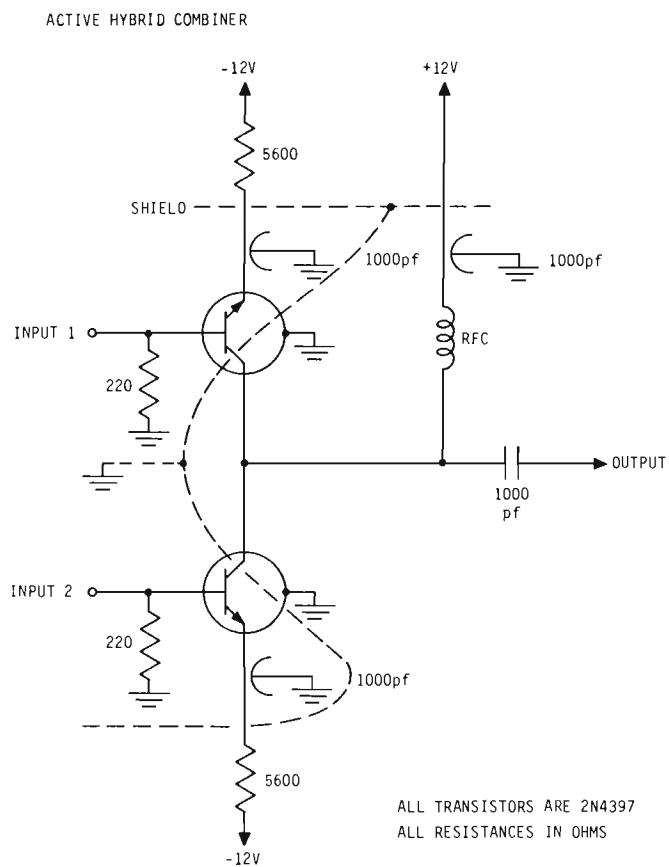 ACTIVE HYBRID COMBINER
-12V
+12V
5600
SHIELO
1000pf
1000pf
INPUT 1
RFC
220
OUTPUT
1000
pf
INPUT 2
220
1000pf
5600
ALL TRANSISTORS ARE 2N4397
ALL RESISTANCES IN OHMS
-12V